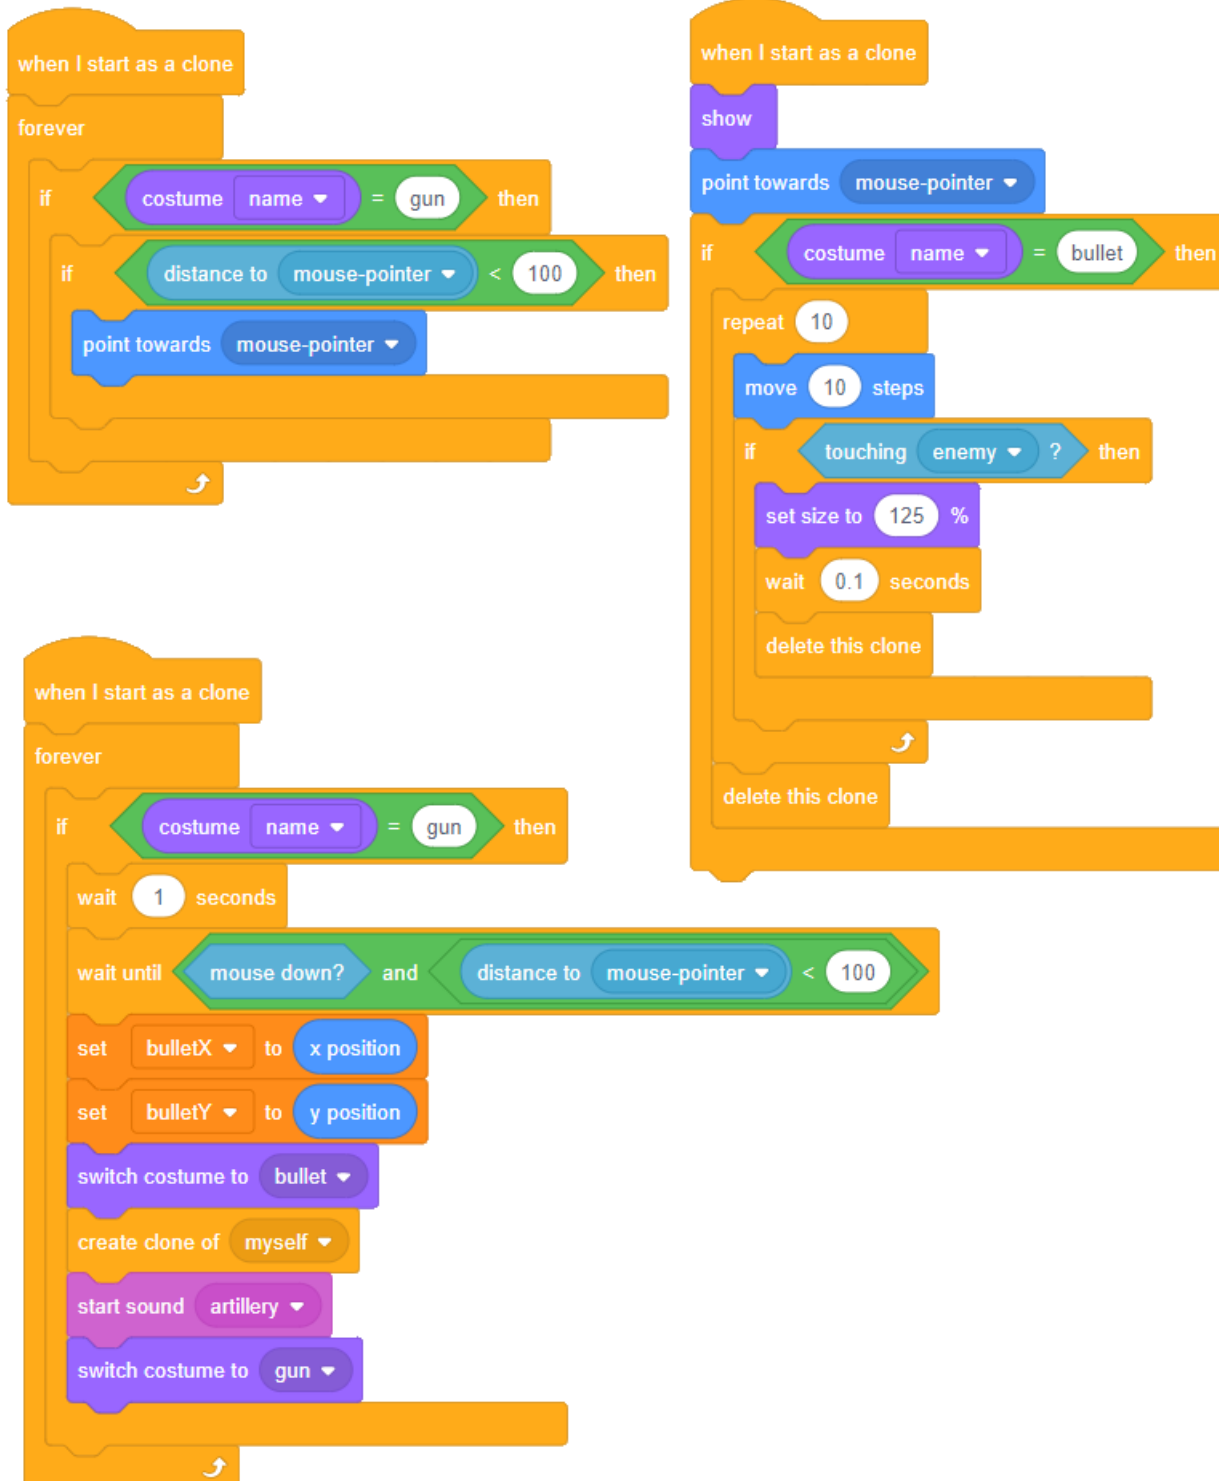 when I start as a clone
forever
if costume name = gun then
if distance to mouse-pointer < 100 then
point towards mouse-pointer
when I start as a clone
show
point towards mouse-pointer
if costume name = bullet then
repeat 10
move 10 steps
if touching enemy ? then
set size to 125 %
wait 0.1 seconds
delete this clone
delete this clone
when I start as a clone
forever
if costume name = gun then
wait 1 seconds
wait until mouse down? and distance to mouse-pointer < 100
set bulletX to x position
set bulletY to y position
switch costume to bullet
create clone of myself
start sound artillery
switch costume to gun